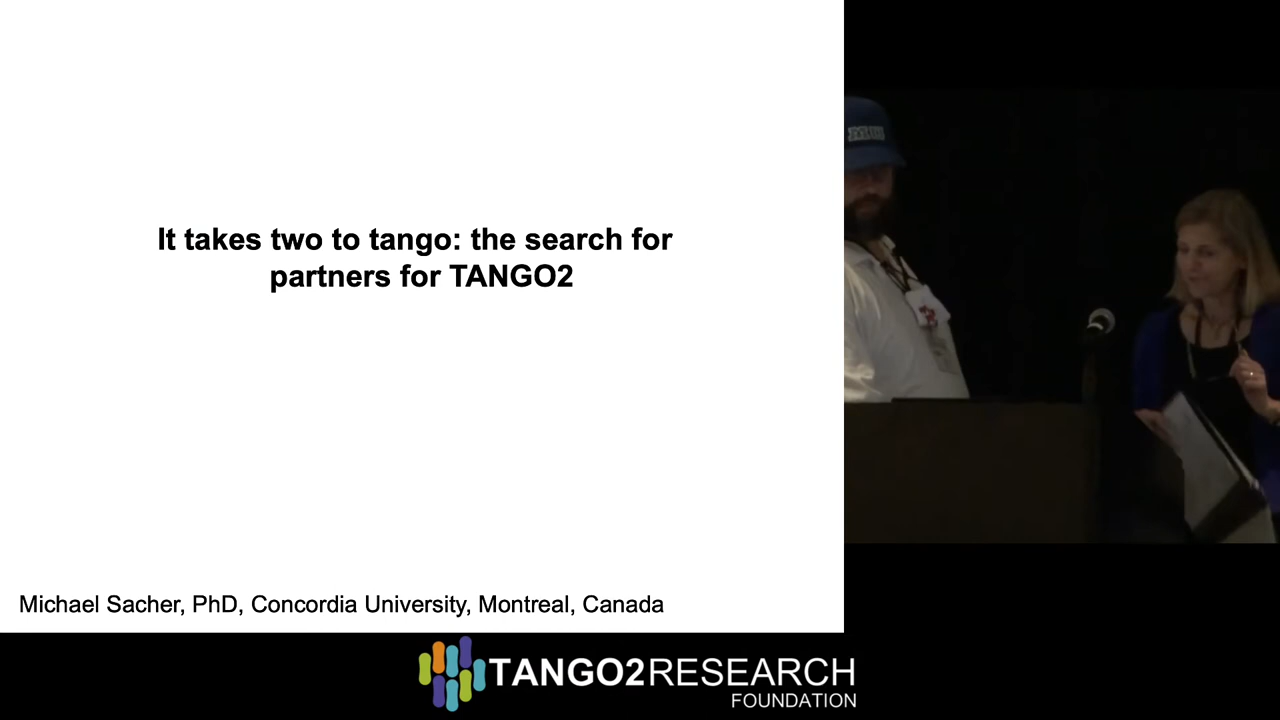 It takes two to tango: the search for
partners for TANGO2
Michael Sacher, PhD, Concordia University, Montreal, Canada
TANGO2RESEARCH
FOUNDATION